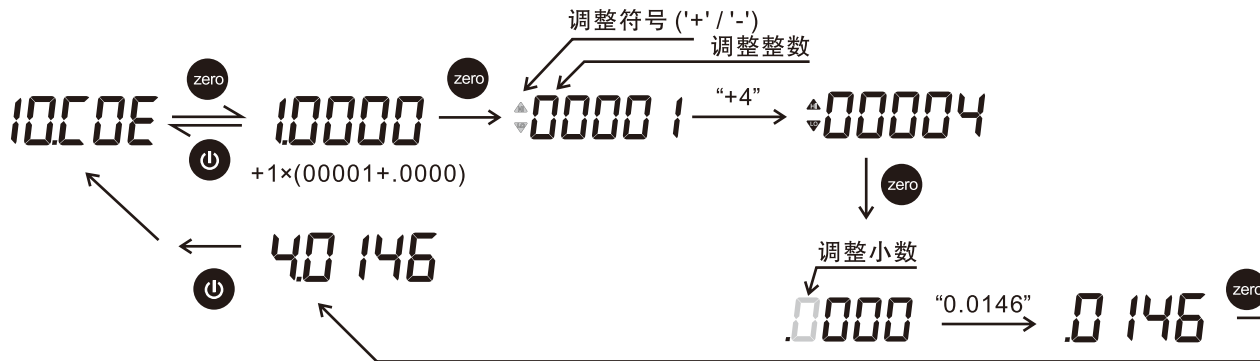 调整符号 ('+' / '-')
调整整数
zero
zero
10.COE
1.0000
00001
“+4”
00004
+1×(00001+.0000)
zero
4.0146
调整小数
.0000
“0.0146”
.0146
zero